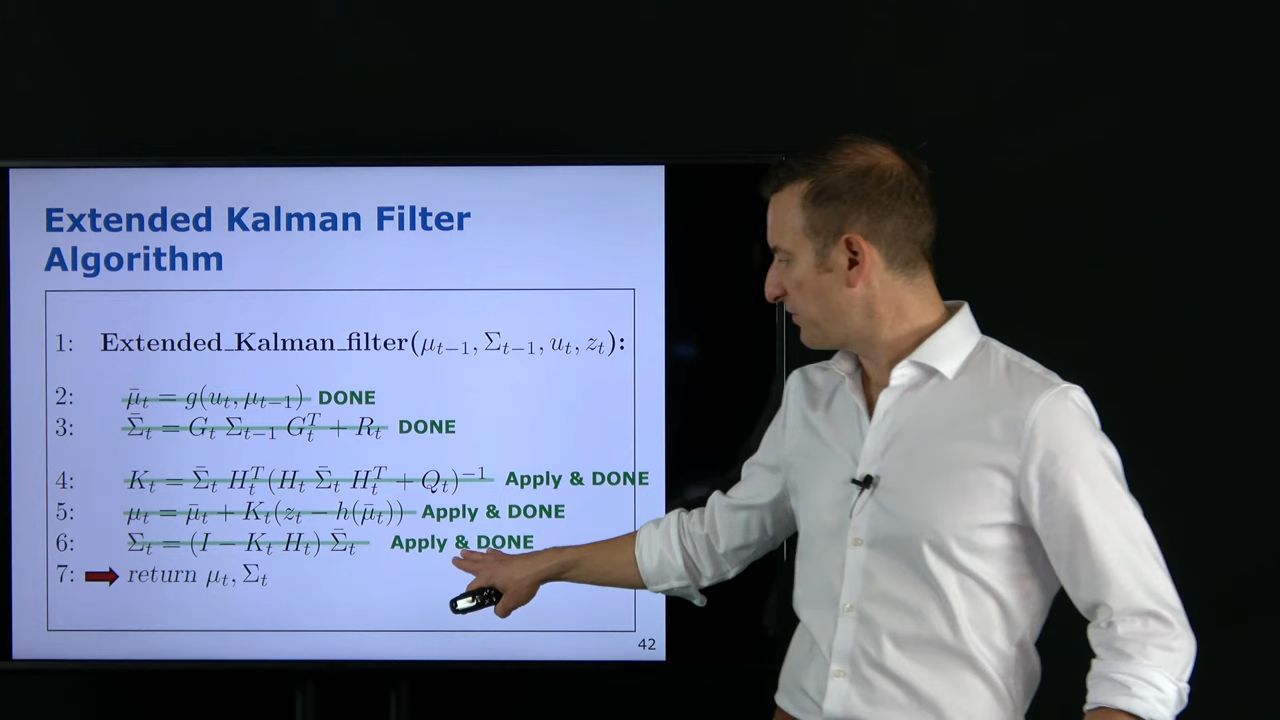 Extended Kalman Filter
Algorithm
1: Extended_Kalman_filter(μ_{t−1}, Σ_{t−1}, u_t, z_t):
2: μ̄_t = g(u_t, μ_{t−1}) DONE
3: Σ̄_t = G_t Σ_{t−1} G_t^T + R_t DONE
4: K_t = Σ̄_t H_t^T (H_t Σ̄_t H_t^T + Q_t)^{−1} Apply & DONE
5: μ_t = μ̄_t + K_t(z_t − h(μ̄_t)) Apply & DONE
6: Σ_t = (I − K_t H_t) Σ̄_t Apply & DONE
7: return μ_t, Σ_t
42